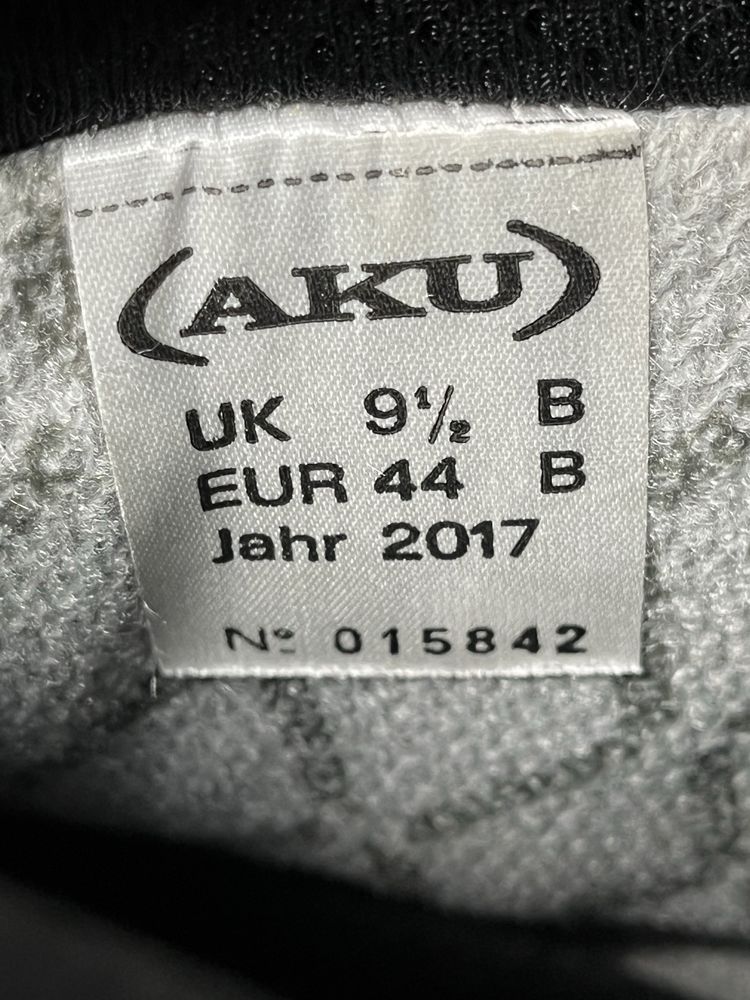 (AKU)
UK 9½ B
EUR 44 B
Jahr 2017
Nº 015842